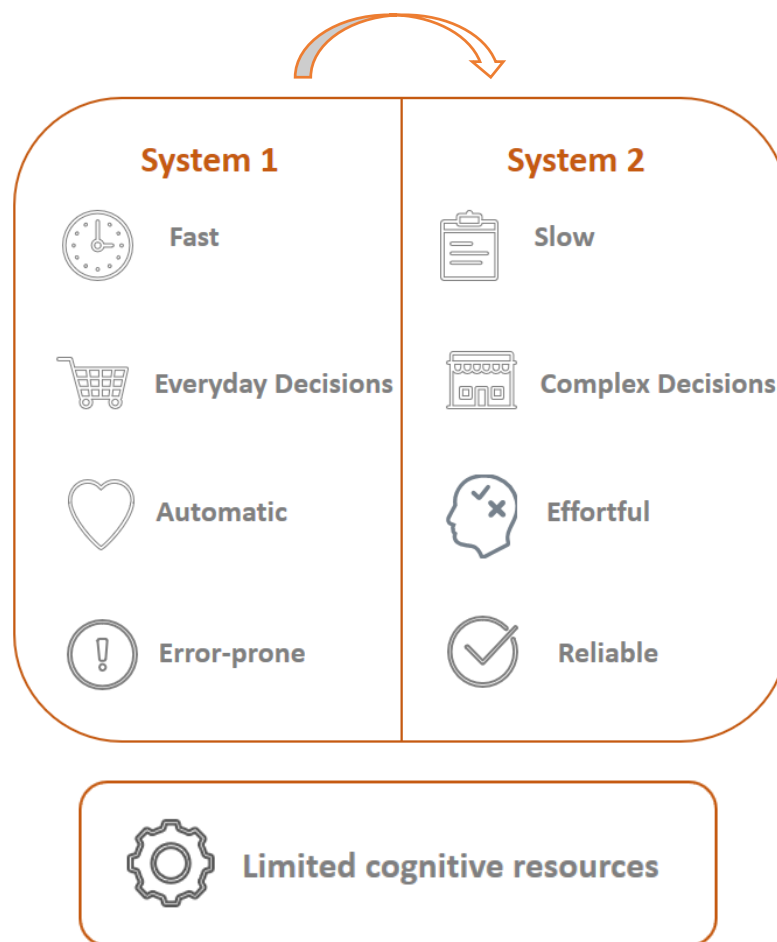 System 1
Fast
Everyday Decisions
Automatic
Error-prone
System 2
Slow
Complex Decisions
Effortful
Reliable
Limited cognitive resources